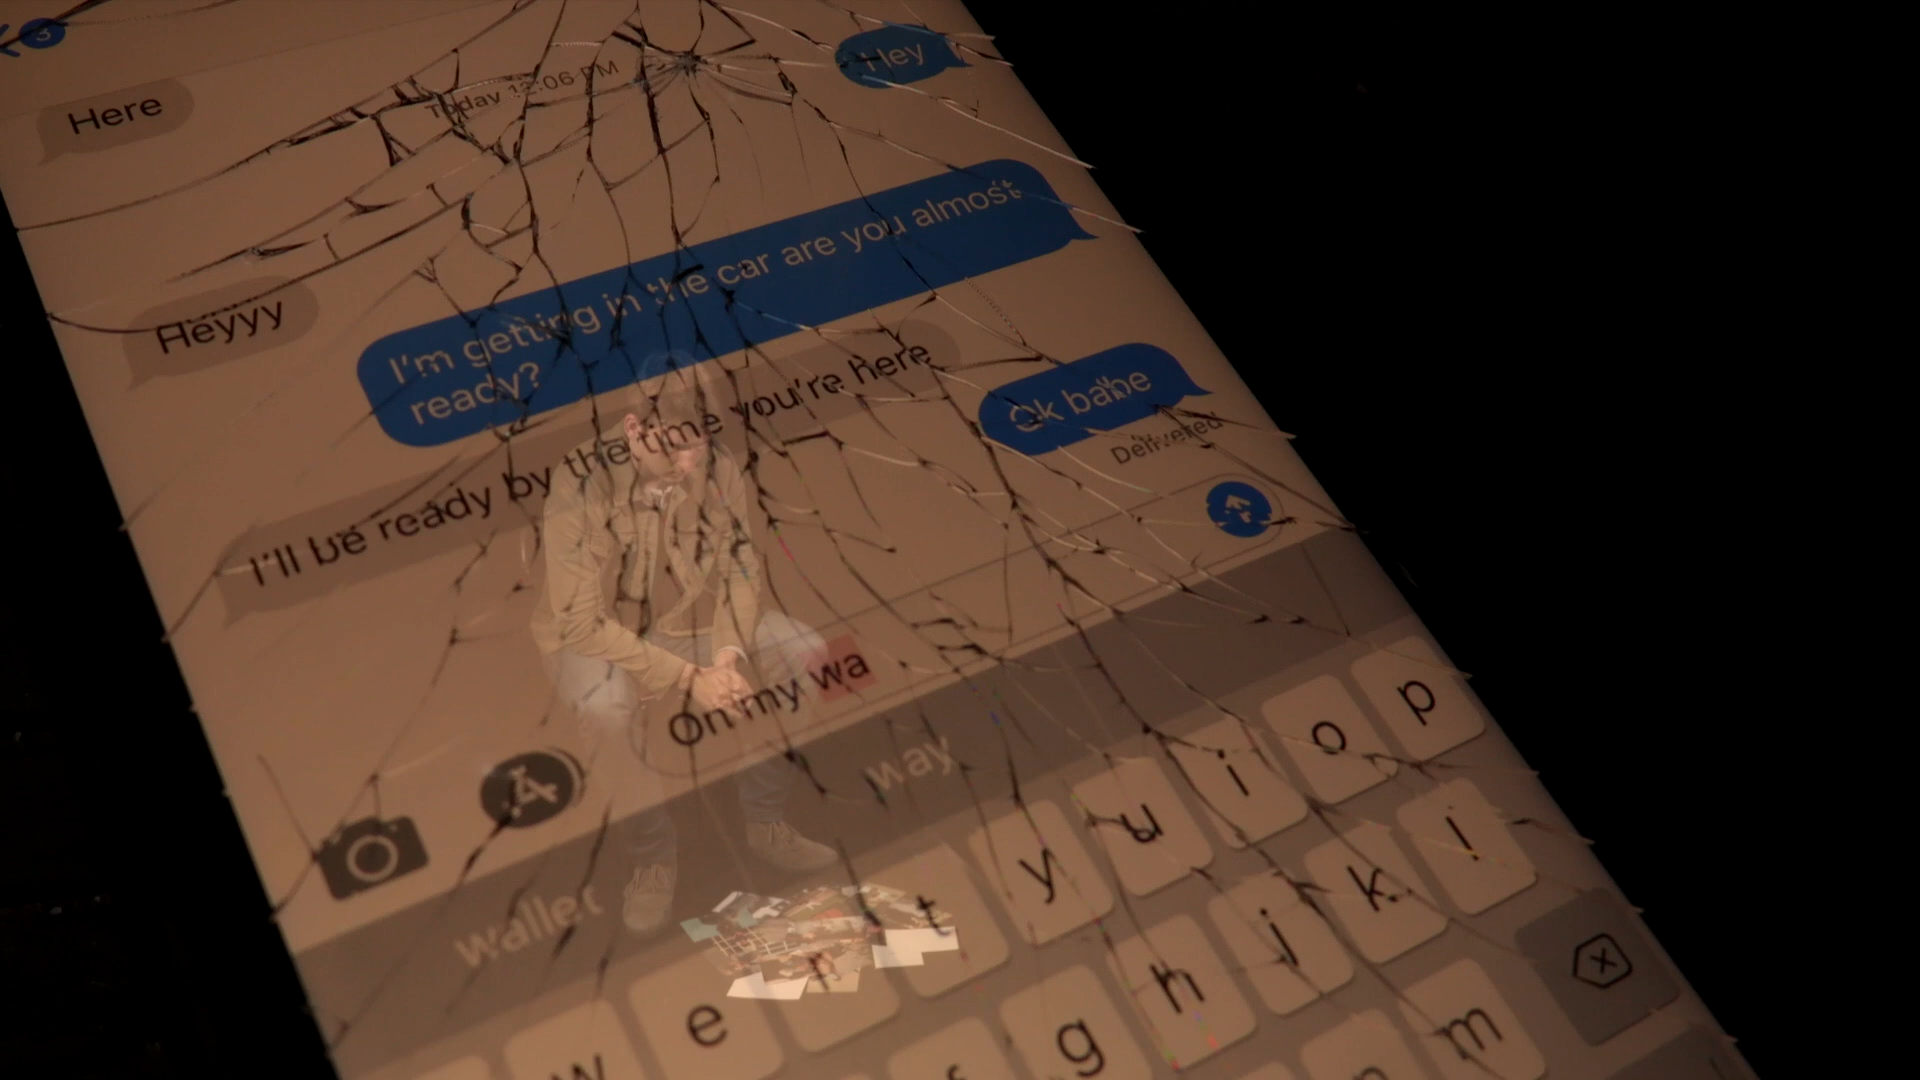 3
Here
Today 12:06 PM
Hey
Heyyy
I'm getting in the car are you almost
ready?
I'll be ready by the time you're here
Ok babe
Delivered
On my wa
wallet
way
w e r t y u i o p
f g h j k l
n m